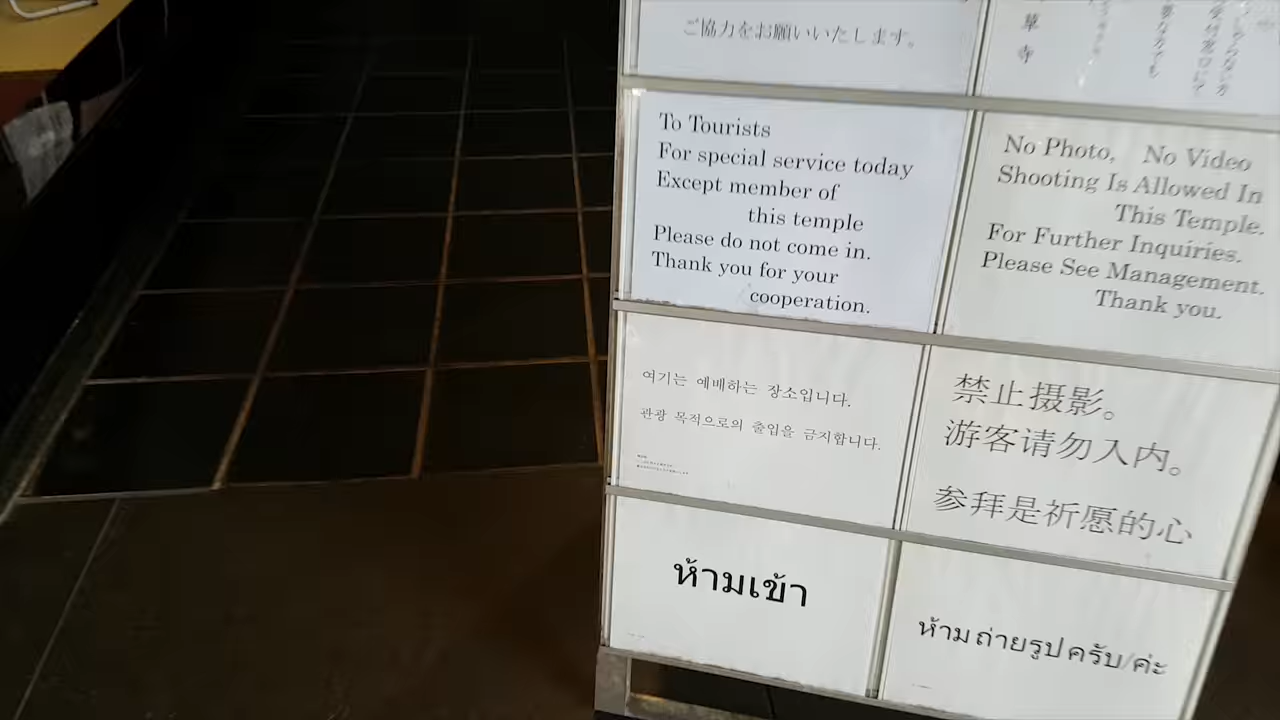 ご協力をお願いいたします。
華
寺
To Tourists
For special service today
Except member of
this temple
Please do not come in.
Thank you for your
cooperation.
No Photo, No Video
Shooting Is Allowed In
This Temple.
For Further Inquiries.
Please See Management.
Thank you.
여기는 예배하는 장소입니다.
관광 목적으로의 출입을 금지합니다.
禁止摄影。
游客请勿入内。
参拜是祈愿的心
ห้ามเข้า
ห้ามถ่ายรูปครับ/ค่ะ